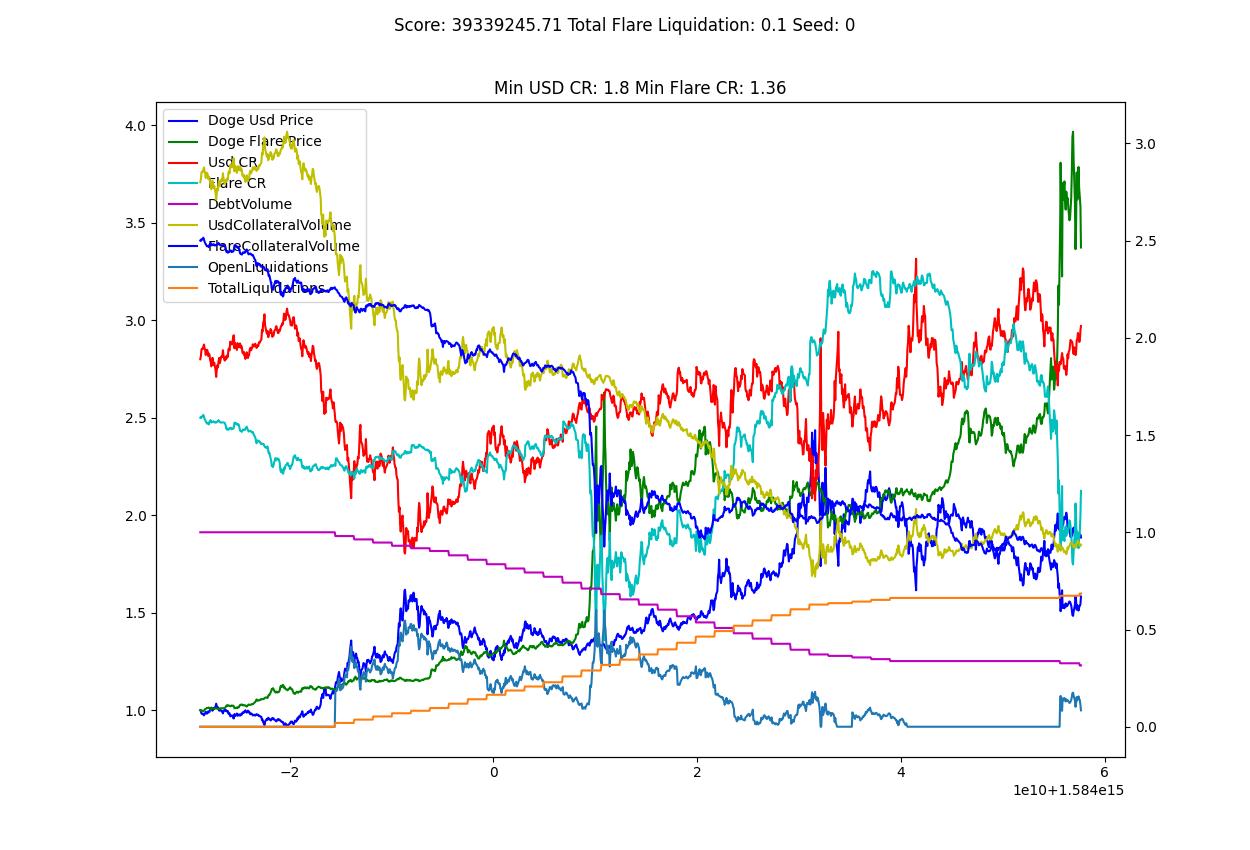 Score: 39339245.71 Total Flare Liquidation: 0.1 Seed: 0
Min USD CR: 1.8 Min Flare CR: 1.36
Doge Usd Price
Doge Flare Price
Usd CR
Flare CR
DebtVolume
UsdCollateralVolume
FlareCollateralVolume
OpenLiquidations
TotalLiquidations
4.0
3.5
3.0
2.5
2.0
1.5
1.0
3.0
2.5
2.0
1.5
1.0
0.5
0.0
−2
0
2
4
6
1e10+1.584e15